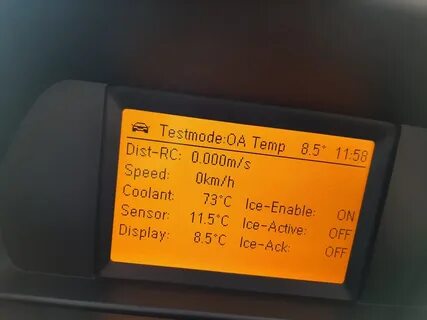 Testmode:OA Temp 8.5° 11:58
Dist-RC: 0.000m/s
Speed: 0km/h
Coolant: 73°C Ice-Enable: ON
Sensor: 11.5°C Ice-Active: OFF
Display: 8.5°C Ice-Ack: OFF